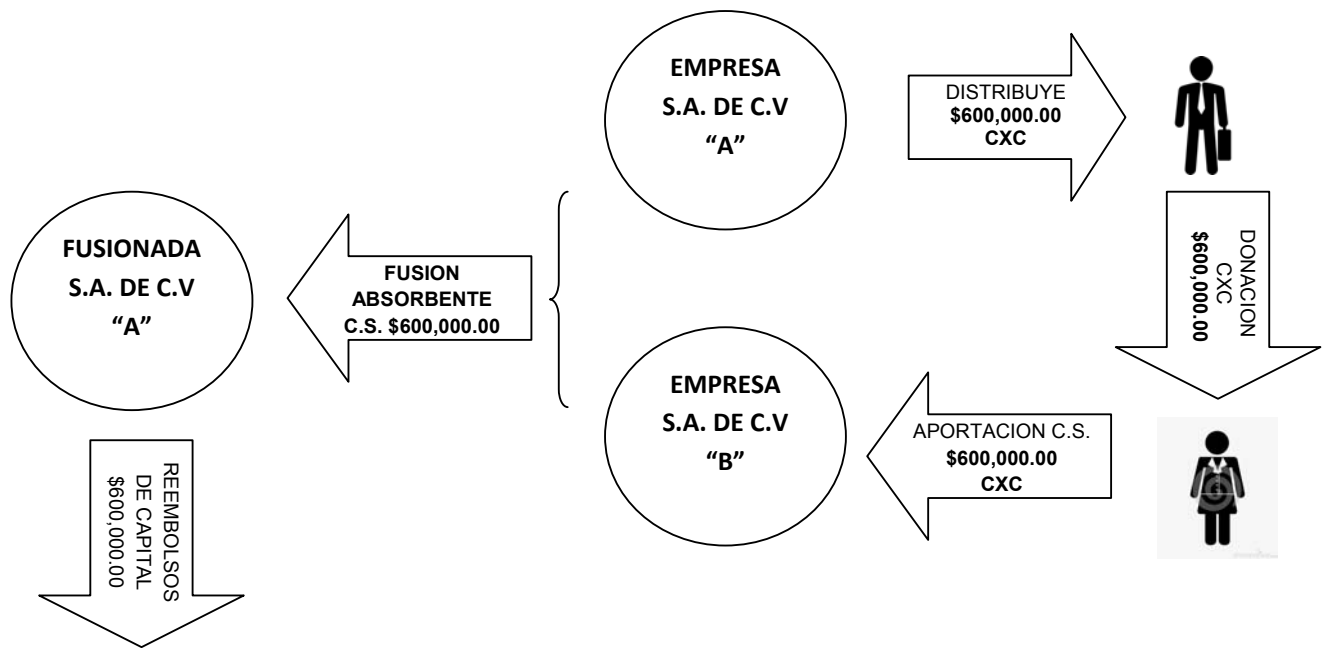 EMPRESA
S.A. DE C.V
“A”
DISTRIBUYE
$600,000.00
CXC
DONACION
CXC
$600,000.00
FUSIONADA
S.A. DE C.V
“A”
FUSION
ABSORBENTE
C.S. $600,000.00
EMPRESA
S.A. DE C.V
“B”
APORTACION C.S.
$600,000.00
CXC
REEMBOLSOS
DE CAPITAL
$600,000.00